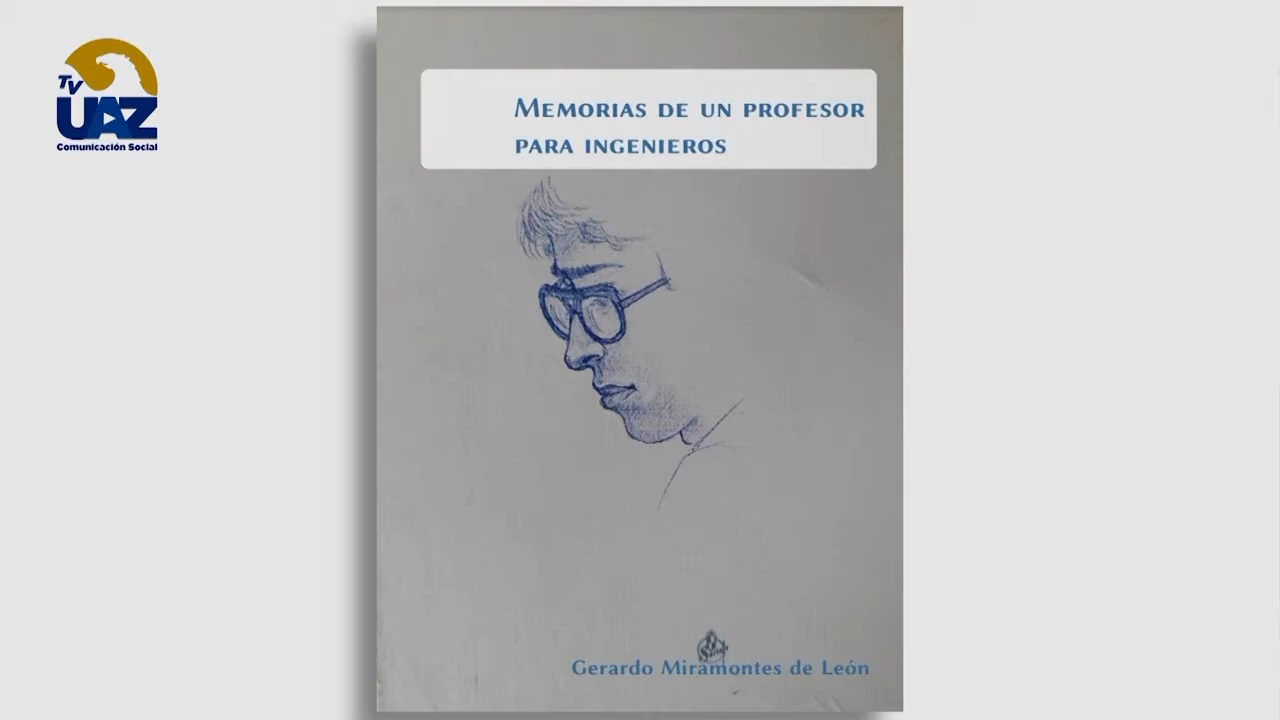 TV
UAZ
Comunicación Social
MEMORIAS DE UN PROFESOR
PARA INGENIEROS
Gerardo Miramontes de León